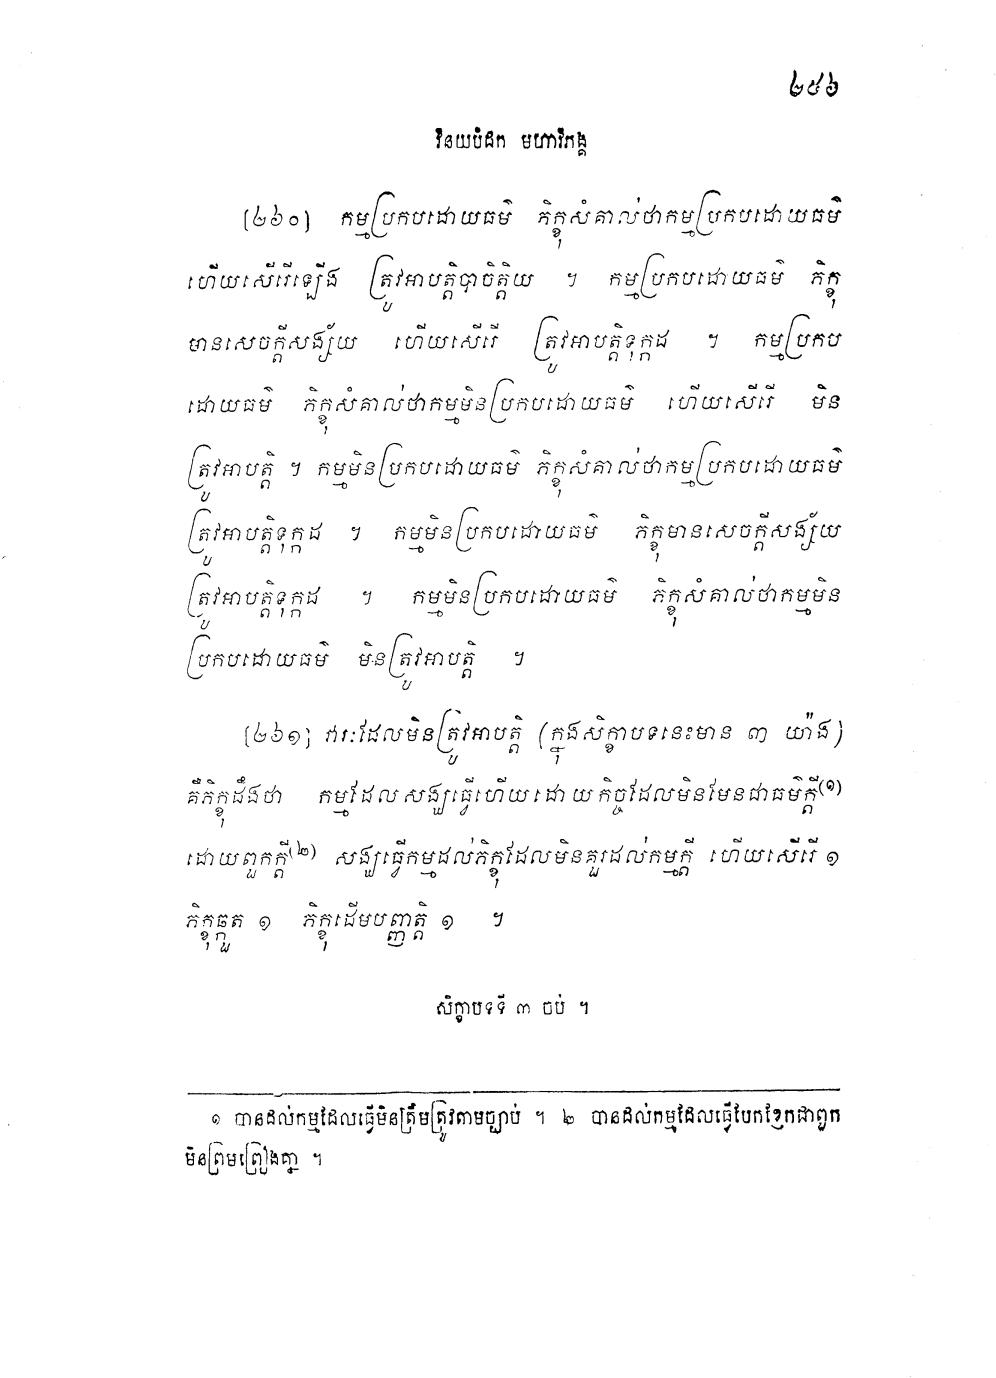 ២៥៦
វិនយបិដក មហាវិភង្គ
[២៦០] កម្មប្រកបដោយធម៌ ភិក្ខុសំគាល់ថាកម្មប្រកបដោយធម៌
ហើយសើរើឡើង ត្រូវអាបត្តិបាចិត្តិយ ។ កម្មប្រកបដោយធម៌ ភិក្ខុ
មានសេចក្តីសង្ស័យ ហើយសើរើ ត្រូវអាបត្តិទុក្កដ ។ កម្មប្រកប
ដោយធម៌ ភិក្ខុសំគាល់ថាកម្មមិនប្រកបដោយធម៌ ហើយសើរើ មិន
ត្រូវអាបត្តិ ។ កម្មមិនប្រកបដោយធម៌ ភិក្ខុសំគាល់ថាកម្មប្រកបដោយធម៌
ត្រូវអាបត្តិទុក្កដ ។ កម្មមិនប្រកបដោយធម៌ ភិក្ខុមានសេចក្តីសង្ស័យ
ត្រូវអាបត្តិទុក្កដ ។ កម្មមិនប្រកបដោយធម៌ ភិក្ខុសំគាល់ថាកម្មមិន
ប្រកបដោយធម៌ មិនត្រូវអាបត្តិ ។
[២៦១] វារៈដែលមិនត្រូវអាបត្តិ (ក្នុងសិក្ខាបទនេះមាន ៣ យ៉ាង)
គឺភិក្ខុដឹងថា កម្មដែលសង្ឃធ្វើហើយដោយកិច្ចដែលមិនមែនជាធម៌ក្តី(១)
ដោយពួកក្តី(២) សង្ឃធ្វើកម្មដល់ភិក្ខុដែលមិនគួរដល់កម្មក្តី ហើយសើរើ ១
ភិក្ខុឆ្កួត ១ ភិក្ខុដើមបញ្ញត្តិ ១ ។
សិក្ខាបទទី ៣ ចប់ ។
១ បានដល់កម្មដែលធ្វើមិនត្រឹមត្រូវតាមច្បាប់ ។ ២ បានដល់កម្មដែលធ្វើបែកខ្ញែកជាពួក
មិនព្រមព្រៀងគ្នា ។